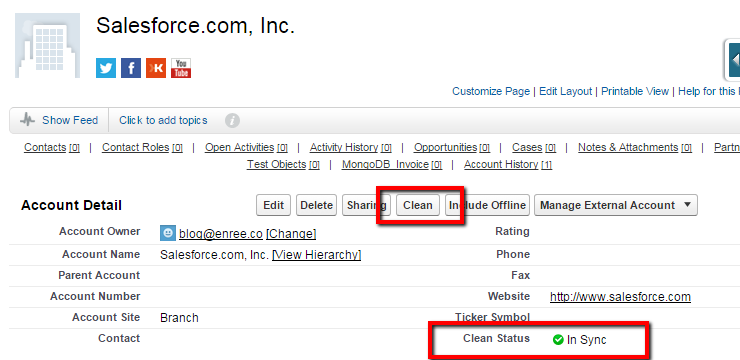 Salesforce.com, Inc.
You Tube
Customize Page | Edit Layout | Printable View | Help for this
Show Feed Click to add topics i
Contacts [0] | Contact Roles [0] | Open Activities [0] | Activity History [0] | Opportunities [0] | Cases [0] | Notes & Attachments [0] | Partn
Test Objects [0] | MongoDB_Invoice [0] | Account History [1]
Account Detail Edit Delete Sharing Clean Include Offline Manage External Account
Account Owner blog@enree.co [Change] Rating
Account Name Salesforce.com, Inc. [View Hierarchy] Phone
Parent Account Fax
Account Number Website http://www.salesforce.com
Account Site Branch Ticker Symbol
Contact Clean Status In Sync